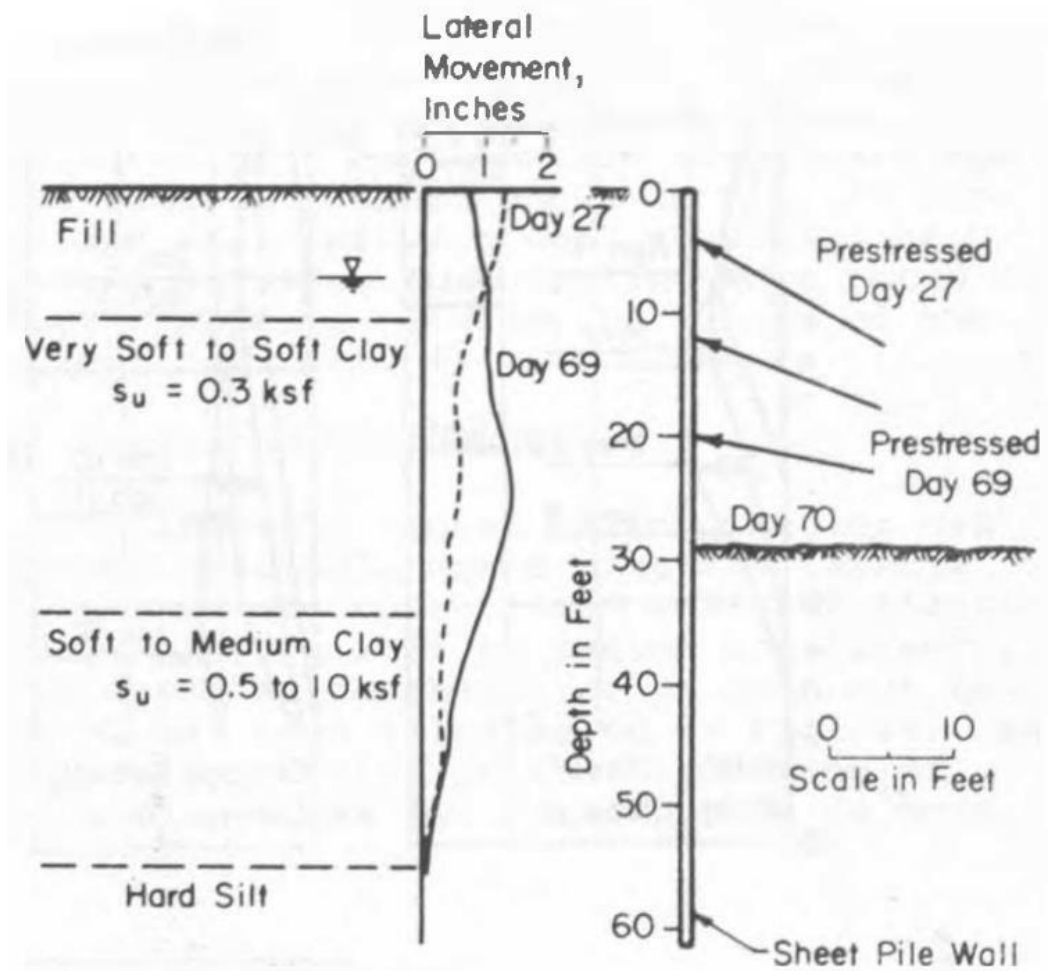 Lateral
Movement,
Inches
0 1 2
Fill
Very Soft to Soft Clay
su = 0.3 ksf
Soft to Medium Clay
su = 0.5 to 10 ksf
Hard Silt
Day 27
Day 69
Depth in Feet
0
10
20
30
40
50
60
Prestressed
Day 27
Prestressed
Day 69
Day 70
0 10
Scale in Feet
Sheet Pile Wall